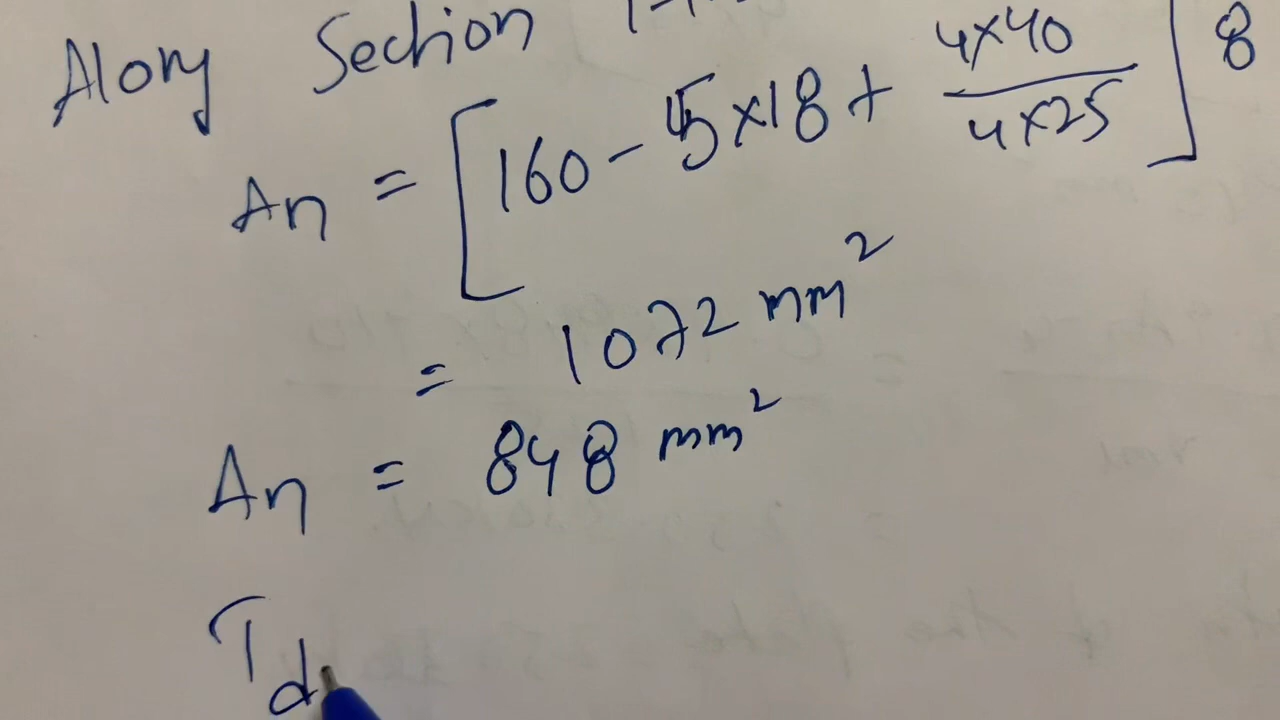 Along Section
An = [160 - 5×18 + 4×40/4×25] 8
= 1072 mm²
An = 848 mm²
Td